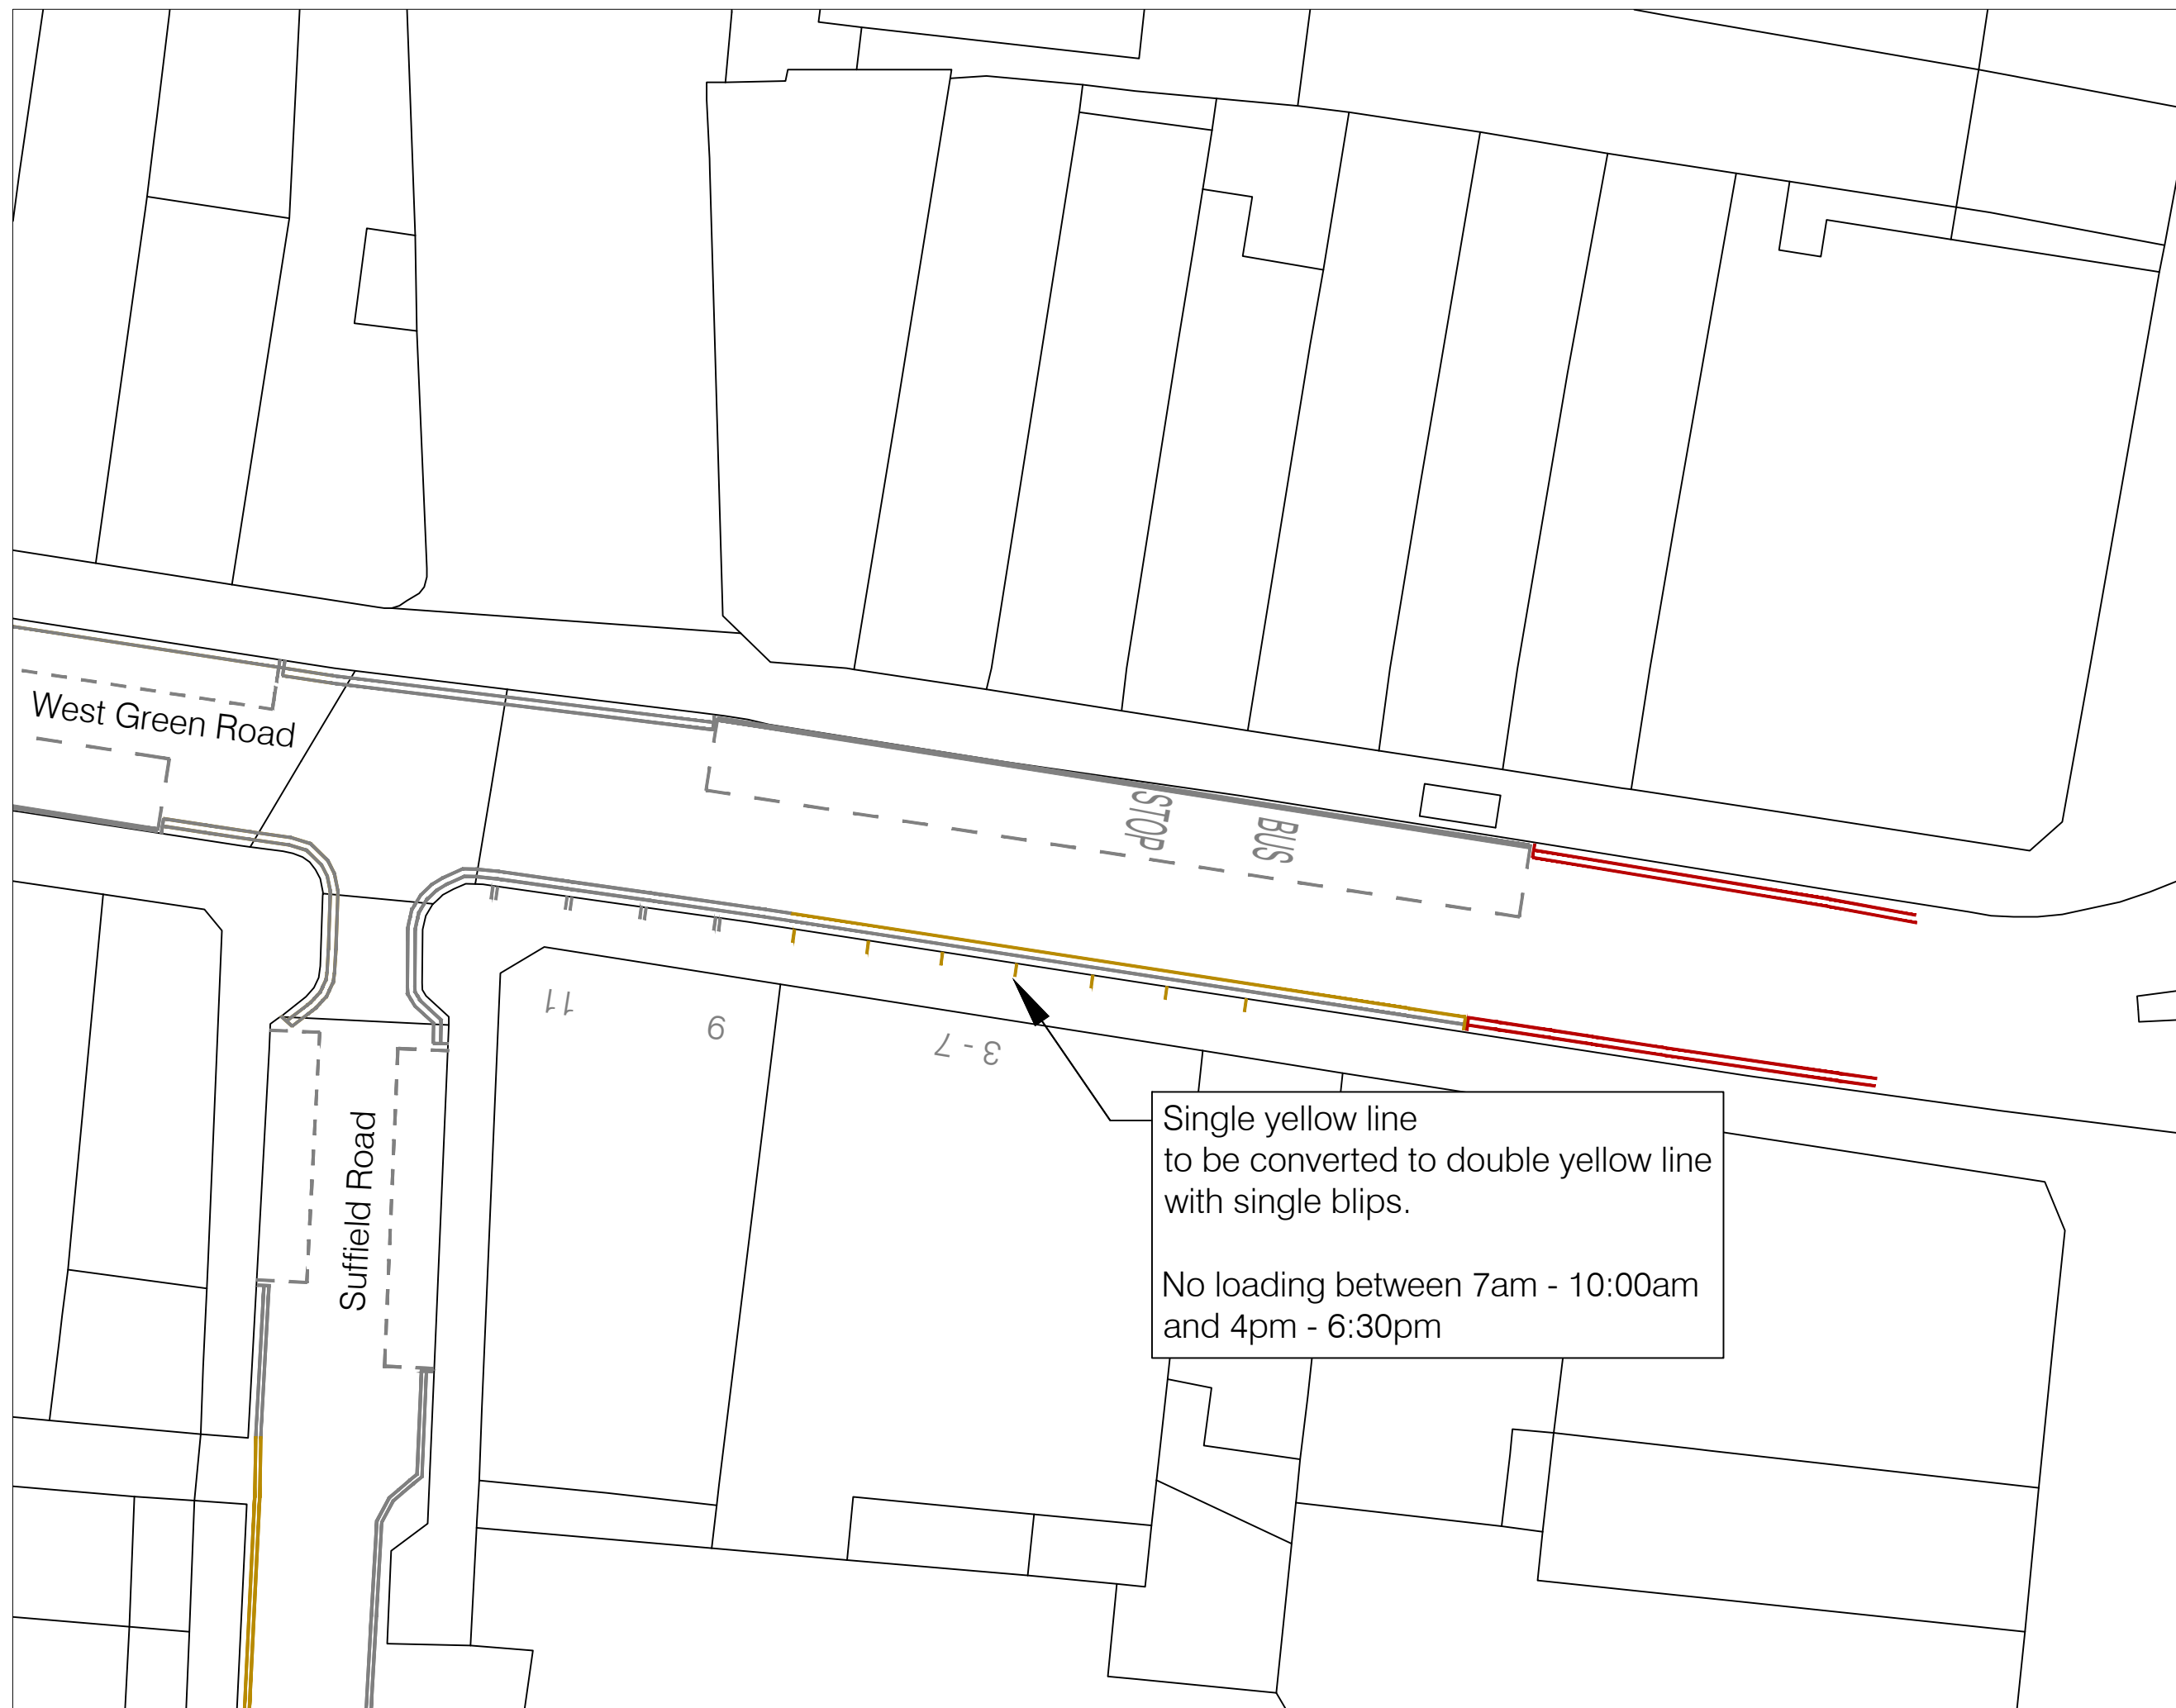 West Green Road
STOP
BUS
11
9
3 - 7
Suffield Road
Single yellow line
to be converted to double yellow line
with single blips.
No loading between 7am - 10:00am
and 4pm - 6:30pm